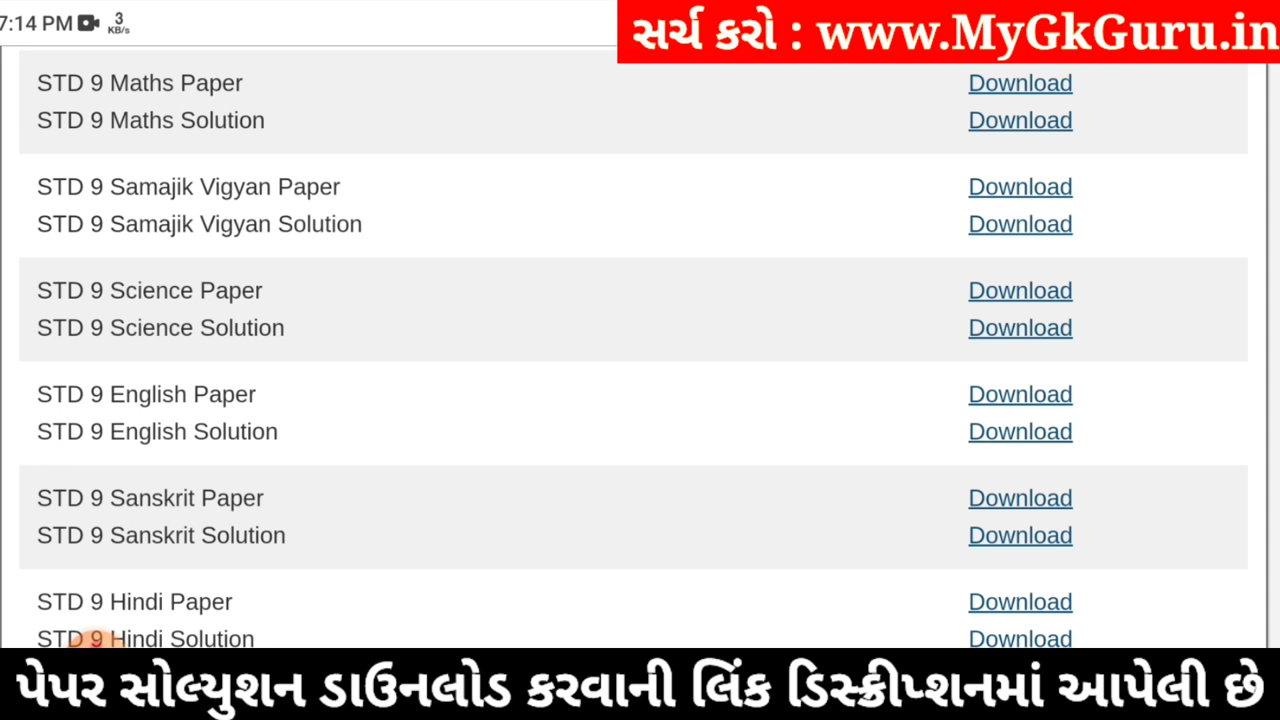 7:14 PM 3 KB/s
સર્ચ કરો : www.MyGkGuru.in
STD 9 Maths Paper Download
STD 9 Maths Solution Download
STD 9 Samajik Vigyan Paper Download
STD 9 Samajik Vigyan Solution Download
STD 9 Science Paper Download
STD 9 Science Solution Download
STD 9 English Paper Download
STD 9 English Solution Download
STD 9 Sanskrit Paper Download
STD 9 Sanskrit Solution Download
STD 9 Hindi Paper Download
STD 9 Hindi Solution Download
પેપર સોલ્યુશન ડાઉનલોડ કરવાની લિંક ડિસ્ક્રીપ્શનમાં આપેલી છે